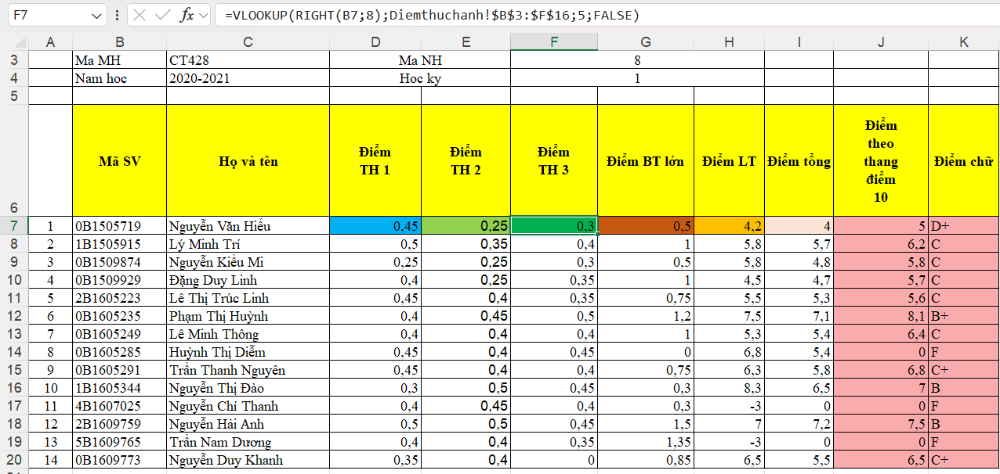 F7 fx =VLOOKUP(RIGHT(B7;8);Diemthuchanh!$B$3:$F$16;5;FALSE)
A B C D E F G H I J K
3 Ma MH CT428 Ma NH 8
4 Nam hoc 2020-2021 Hoc ky 1
5
6 Mã SV Họ và tên Điểm TH 1 Điểm TH 2 Điểm TH 3 Điểm BT lớn Điểm LT Điểm tổng Điểm theo thang điểm 10 Điểm chữ
7 1 0B1505719 Nguyễn Văn Hiếu 0,45 0,25 0,3 0,5 4,2 4 5 D+
8 2 1B1505915 Lý Minh Trí 0,5 0,35 0,4 1 5,8 5,7 6,2 C
9 3 0B1509874 Nguyễn Kiều Mi 0,25 0,25 0,3 0,5 5,8 4,8 5,8 C
10 4 0B1509929 Đặng Duy Linh 0,4 0,25 0,35 1 4,5 4,7 5,7 C
11 5 2B1605223 Lê Thị Trúc Linh 0,45 0,4 0,35 0,75 5,5 5,3 5,6 C
12 6 0B1605235 Phạm Thị Huỳnh 0,4 0,45 0,5 1,2 7,5 7,1 8,1 B+
13 7 0B1605249 Lê Minh Thông 0,4 0,4 0,4 1 5,3 5,4 6,4 C
14 8 0B1605285 Huỳnh Thị Diễm 0,45 0,4 0,45 0 6,8 5,4 0 F
15 9 0B1605291 Trần Thanh Nguyên 0,45 0,4 0,4 0,75 6,3 5,8 6,8 C+
16 10 1B1605344 Nguyễn Thị Đào 0,3 0,5 0,45 0,3 8,3 6,5 7 B
17 11 4B1607025 Nguyễn Chí Thanh 0,4 0,45 0,4 0,3 -3 0 0 F
18 12 2B1609759 Nguyễn Hải Anh 0,5 0,5 0,45 1,5 7 7,2 7,5 B
19 13 5B1609765 Trần Nam Dương 0,4 0,4 0,35 1,35 -3 0 0 F
20 14 0B1609773 Nguyễn Duy Khanh 0,35 0,4 0 0,85 6,5 5,5 6,5 C+